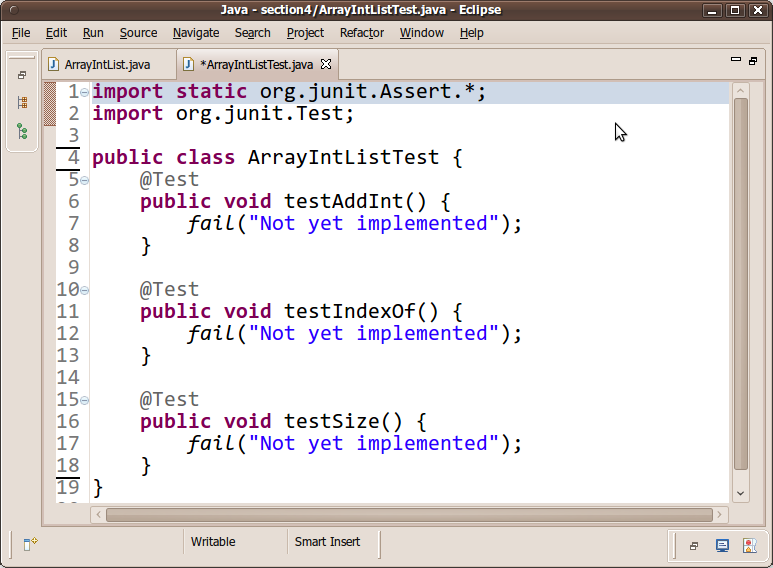 Java - section4/ArrayIntListTest.java - Eclipse
File Edit Run Source Navigate Search Project Refactor Window Help
ArrayIntList.java *ArrayIntListTest.java
1 import static org.junit.Assert.*;
2 import org.junit.Test;
3
4 public class ArrayIntListTest {
5     @Test
6     public void testAddInt() {
7         fail("Not yet implemented");
8     }
9
10     @Test
11     public void testIndexOf() {
12         fail("Not yet implemented");
13     }
14
15     @Test
16     public void testSize() {
17         fail("Not yet implemented");
18     }
19 }
Writable Smart Insert